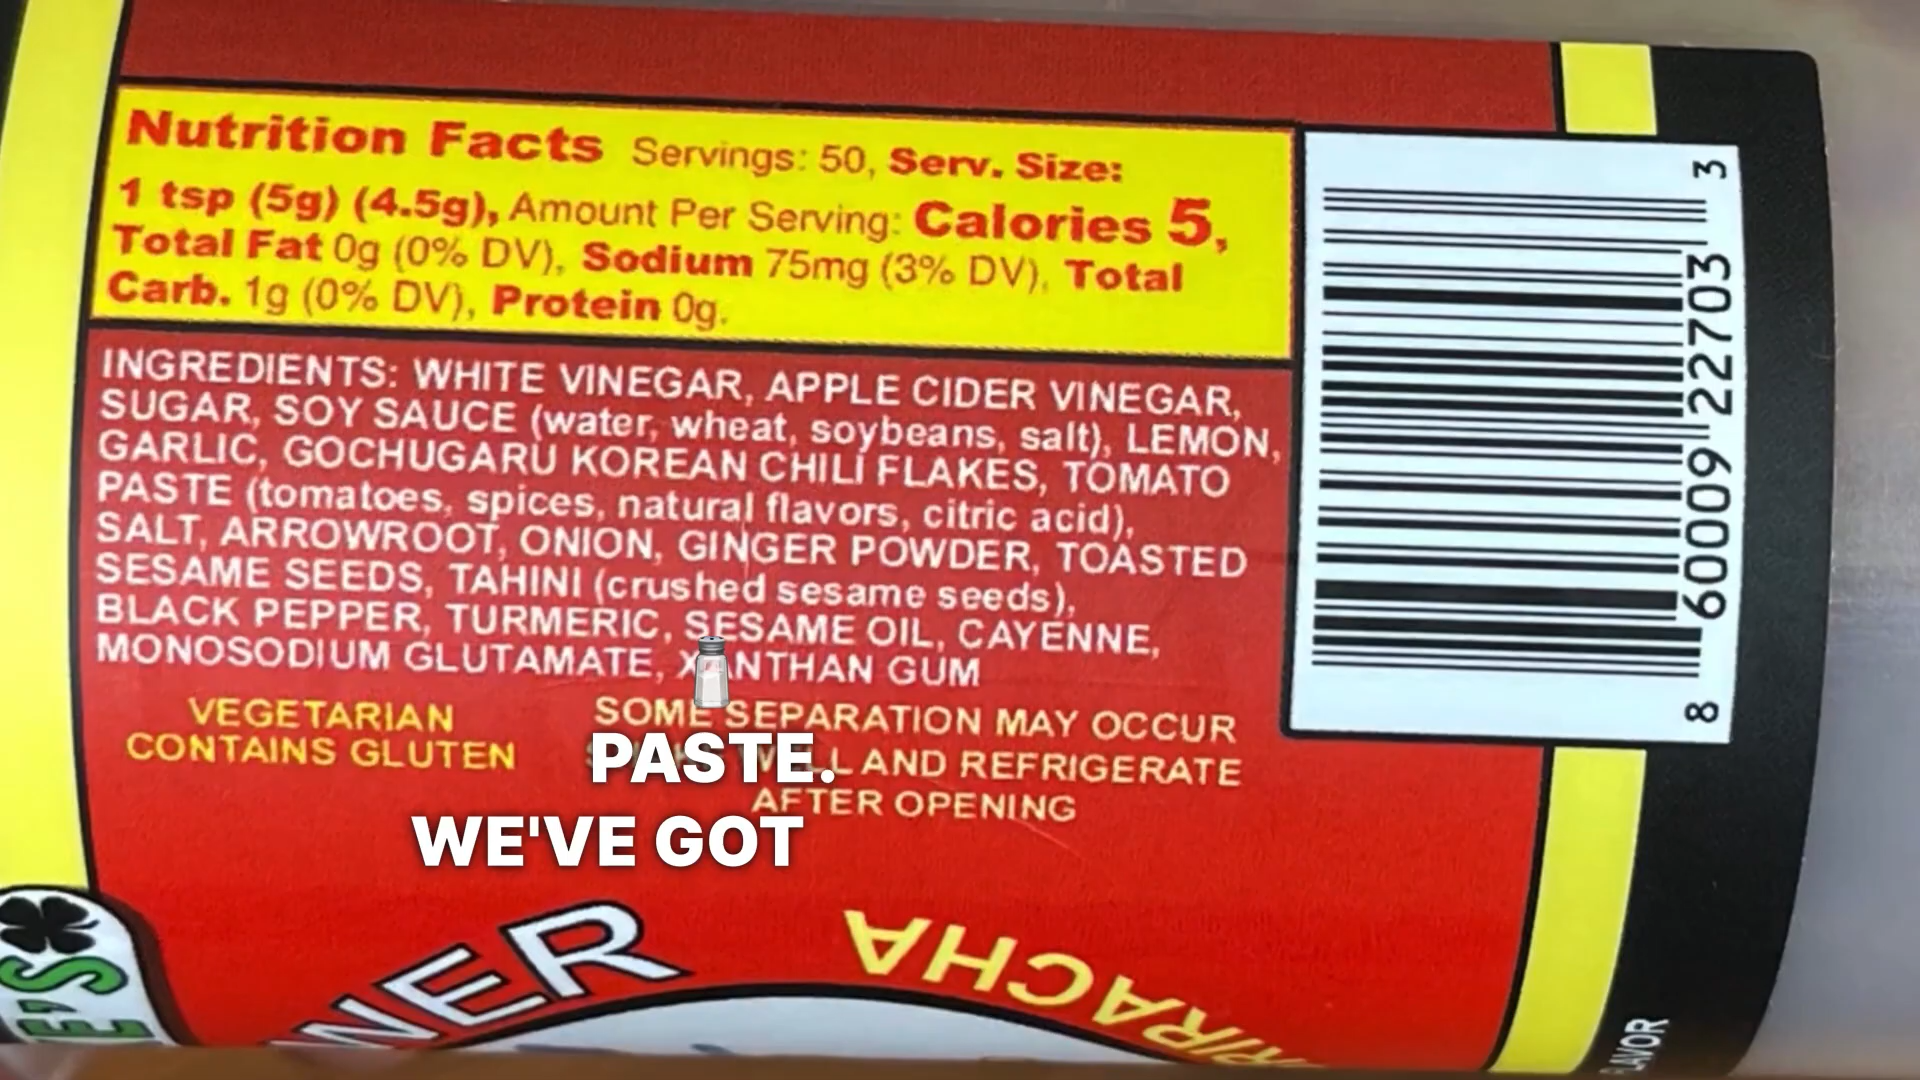 Nutrition Facts Servings: 50, Serv. Size:
1 tsp (5g) (4.5g), Amount Per Serving: Calories 5,
Total Fat 0g (0% DV), Sodium 75mg (3% DV), Total
Carb. 1g (0% DV), Protein 0g.
INGREDIENTS: WHITE VINEGAR, APPLE CIDER VINEGAR,
SUGAR, SOY SAUCE (water, wheat, soybeans, salt), LEMON,
GARLIC, GOCHUGARU KOREAN CHILI FLAKES, TOMATO
PASTE (tomatoes, spices, natural flavors, citric acid),
SALT, ARROWROOT, ONION, GINGER POWDER, TOASTED
SESAME SEEDS, TAHINI (crushed sesame seeds),
BLACK PEPPER, TURMERIC, SESAME OIL, CAYENNE,
MONOSODIUM GLUTAMATE, XANTHAN GUM
VEGETARIAN
CONTAINS GLUTEN
SOME SEPARATION MAY OCCUR
AND REFRIGERATE
AFTER OPENING
PASTE.
WE'VE GOT
8 60009 22703 3